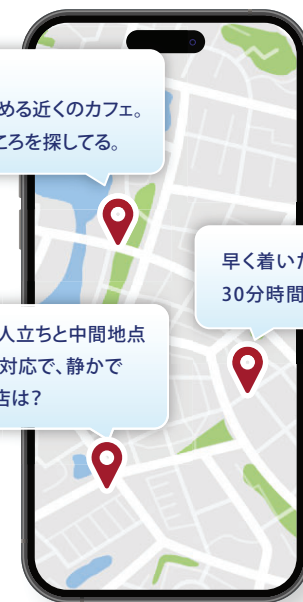 める近くのカフェ。
ころを探してる。
早く着いた
30分時間
人立ちと中間地点
対応で、静かで
店は？